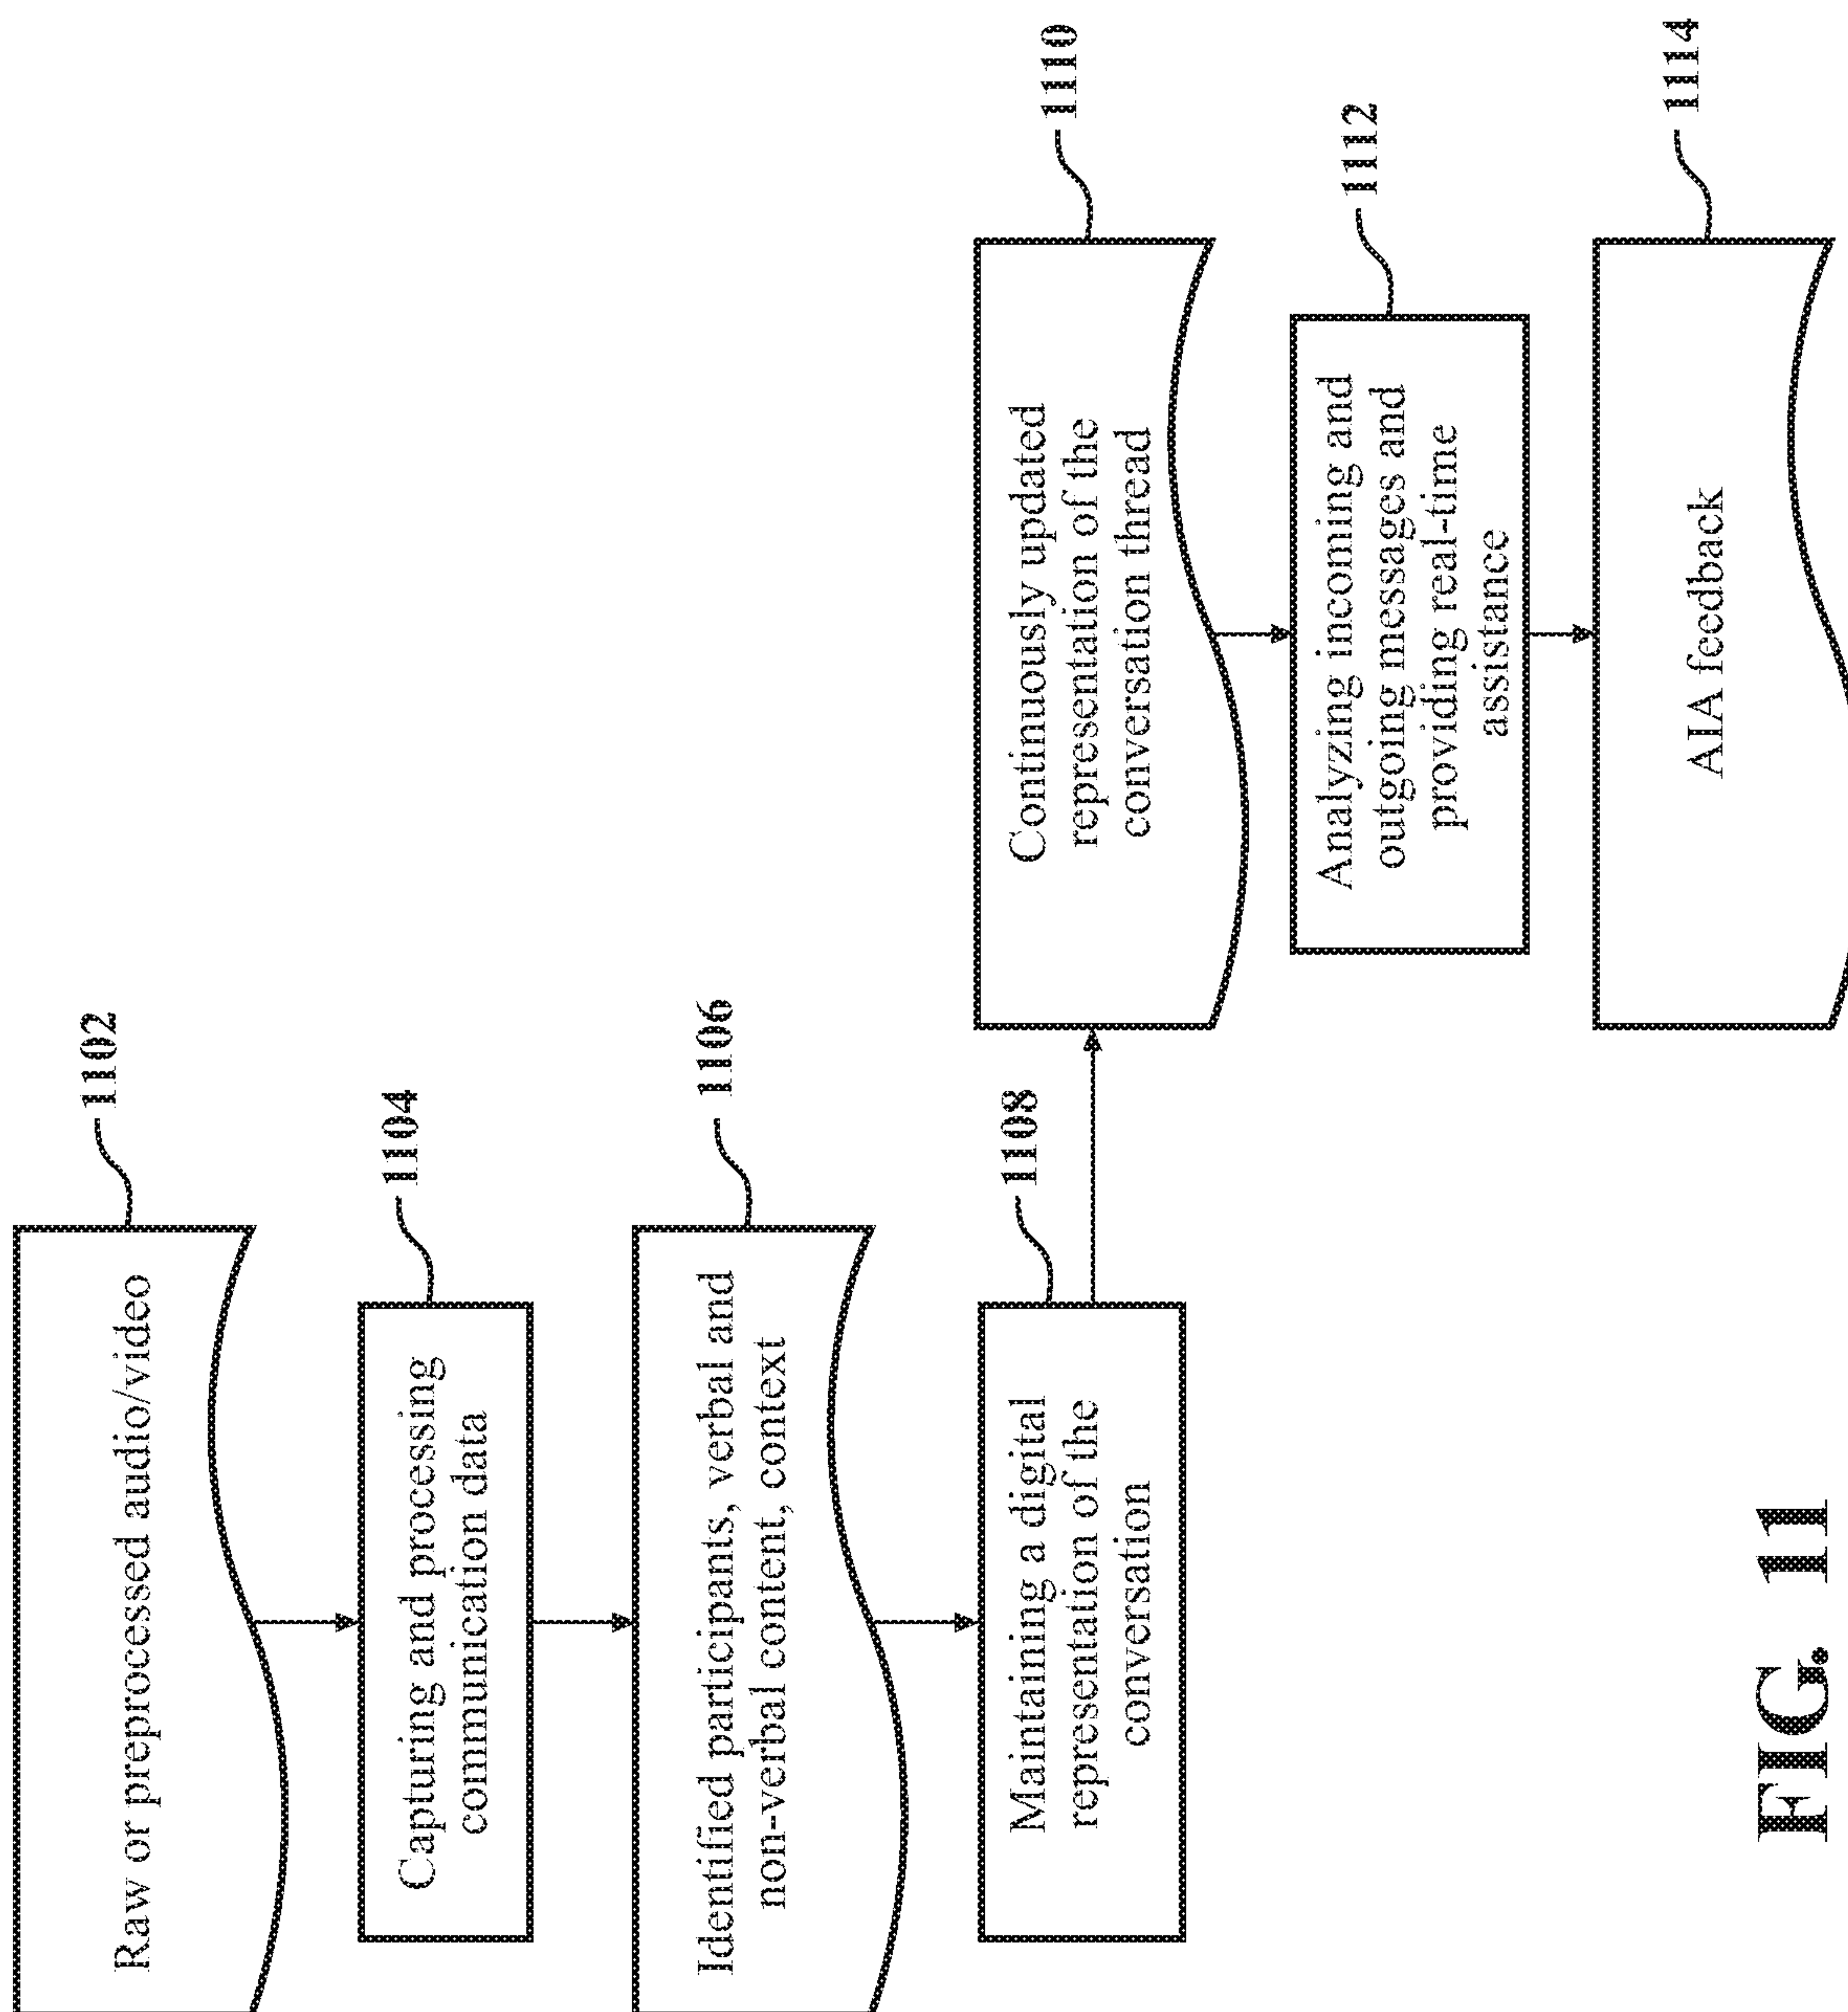 Raw or preprocessed audio/video
1102
Capturing and processing
communication data
1104
Identified participants, verbal and
non-verbal content, context
1106
Maintaining a digital
representation of the
conversation
1108
Continuously updated
representation of the
conversation thread
1110
Analyzing incoming and
outgoing messages and
providing real-time
assistance
1112
AIA feedback
1114
FIG. 11